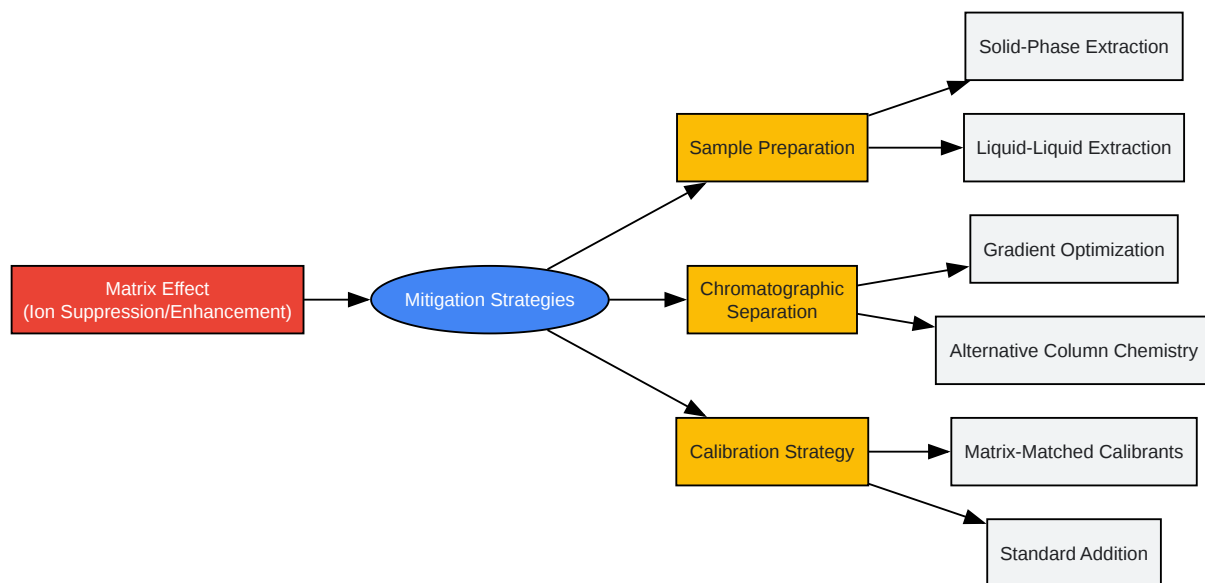 Matrix Effect
(Ion Suppression/Enhancement)
Mitigation Strategies
Sample Preparation
Solid-Phase Extraction
Liquid-Liquid Extraction
Chromatographic
Separation
Gradient Optimization
Alternative Column Chemistry
Calibration Strategy
Matrix-Matched Calibrants
Standard Addition